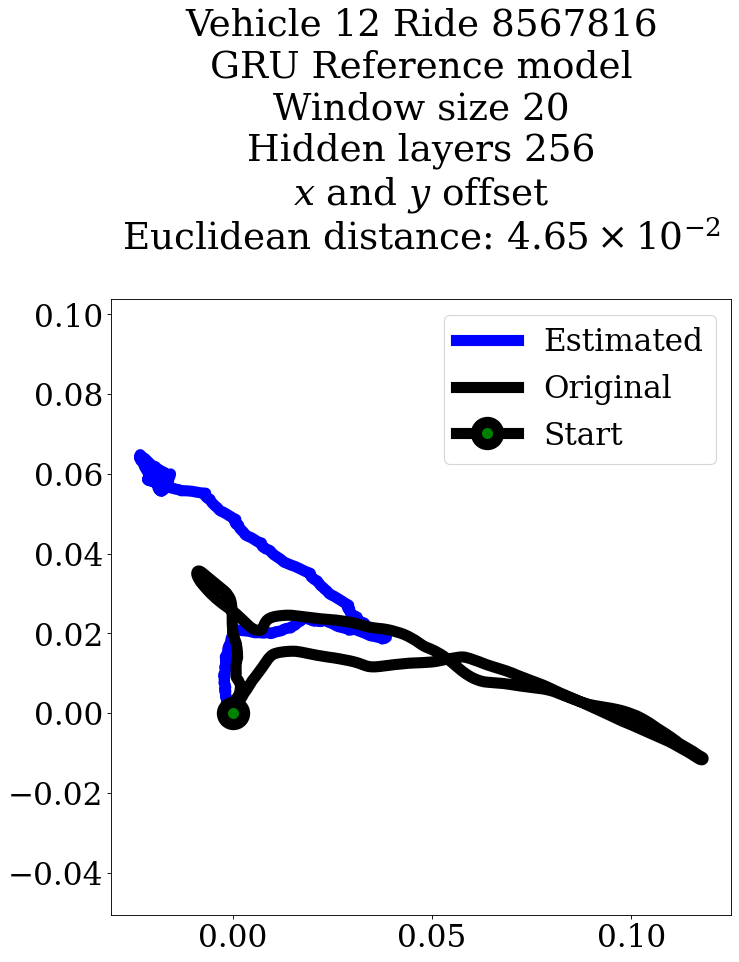 Vehicle 12 Ride 8567816
GRU Reference model
Window size 20
Hidden layers 256
x and y offset
Euclidean distance: 4.65 × 10⁻²
Estimated
Original
Start
0.10
0.08
0.06
0.04
0.02
0.00
−0.02
−0.04
0.00 0.05 0.10